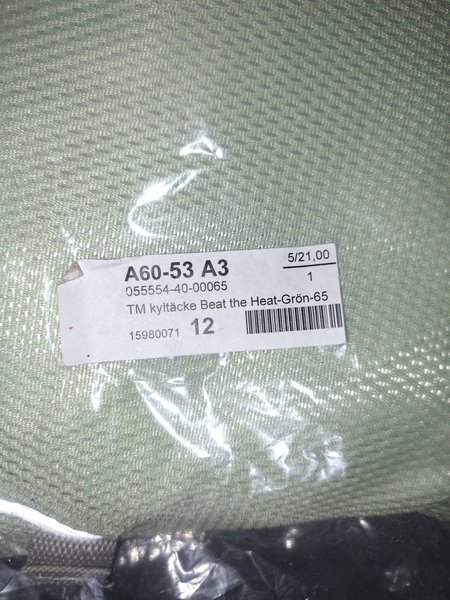 A60-53 A3
5/21,00
1
055554-40-00065
TM kyltäcke Beat the Heat-Grön-65
15980071 12